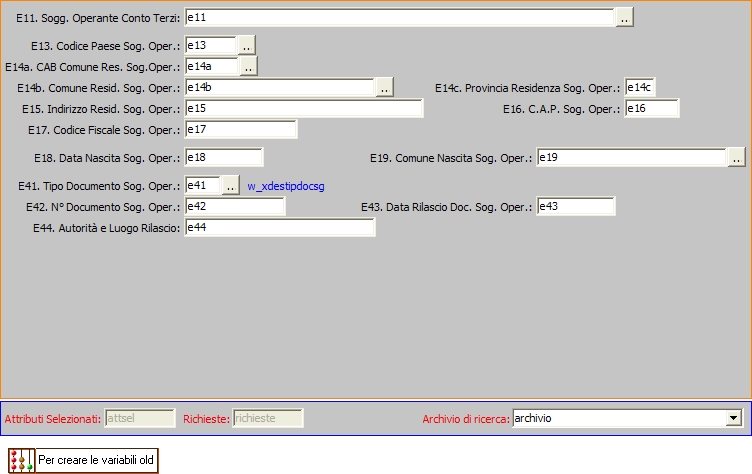 E11. Sogg. Operante Conto Terzi: e11 ..
E13. Codice Paese Sog. Oper.: e13 ..
E14a. CAB Comune Res. Sog.Oper.: e14a ..
E14b. Comune Resid. Sog. Oper.: e14b .. E14c. Provincia Residenza Sog. Oper.: e14c
E15. Indirizzo Resid. Sog. Oper.: e15 E16. C.A.P. Sog. Oper.: e16
E17. Codice Fiscale Sog. Oper.: e17
E18. Data Nascita Sog. Oper.: e18 E19. Comune Nascita Sog. Oper.: e19 ..
E41. Tipo Documento Sog. Oper.: e41 .. w_xdestipdocsg
E42. N° Documento Sog. Oper.: e42 E43. Data Rilascio Doc. Sog. Oper.: e43
E44. Autorità e Luogo Rilascio: e44
Attributi Selezionati: attsel Richieste: richieste Archivio di ricerca: archivio
Per creare le variabili old